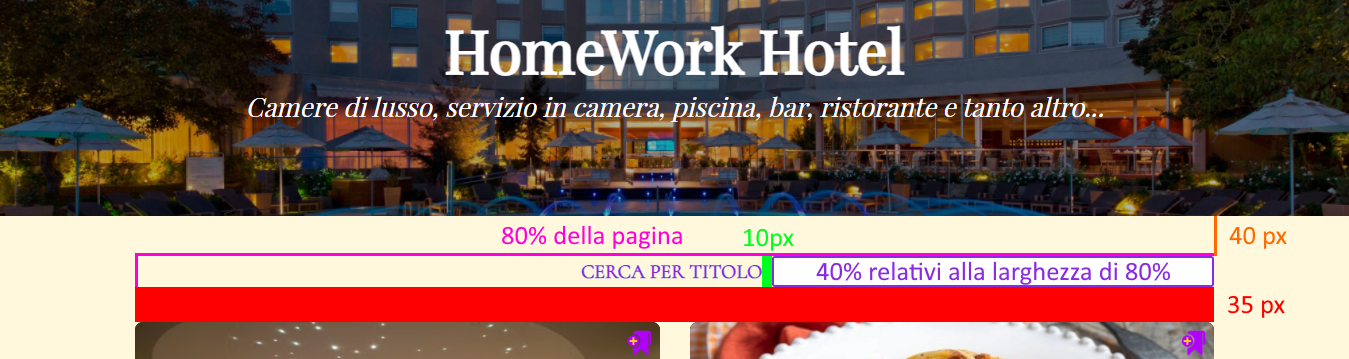 HomeWork Hotel
Camere di lusso, servizio in camera, piscina, bar, ristorante e tanto altro...
80% della pagina 10px 40 px
CERCA PER TITOLO 40% relativi alla larghezza di 80%
35 px